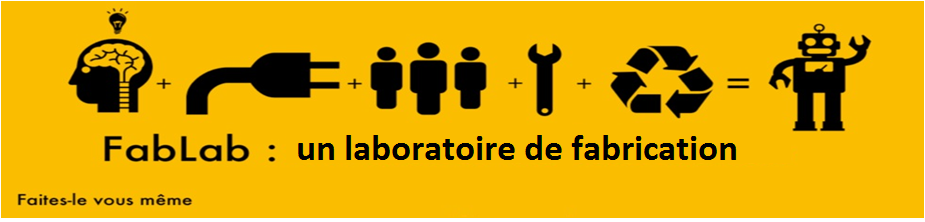 + + + + =
FabLab : un laboratoire de fabrication
Faites-le vous même